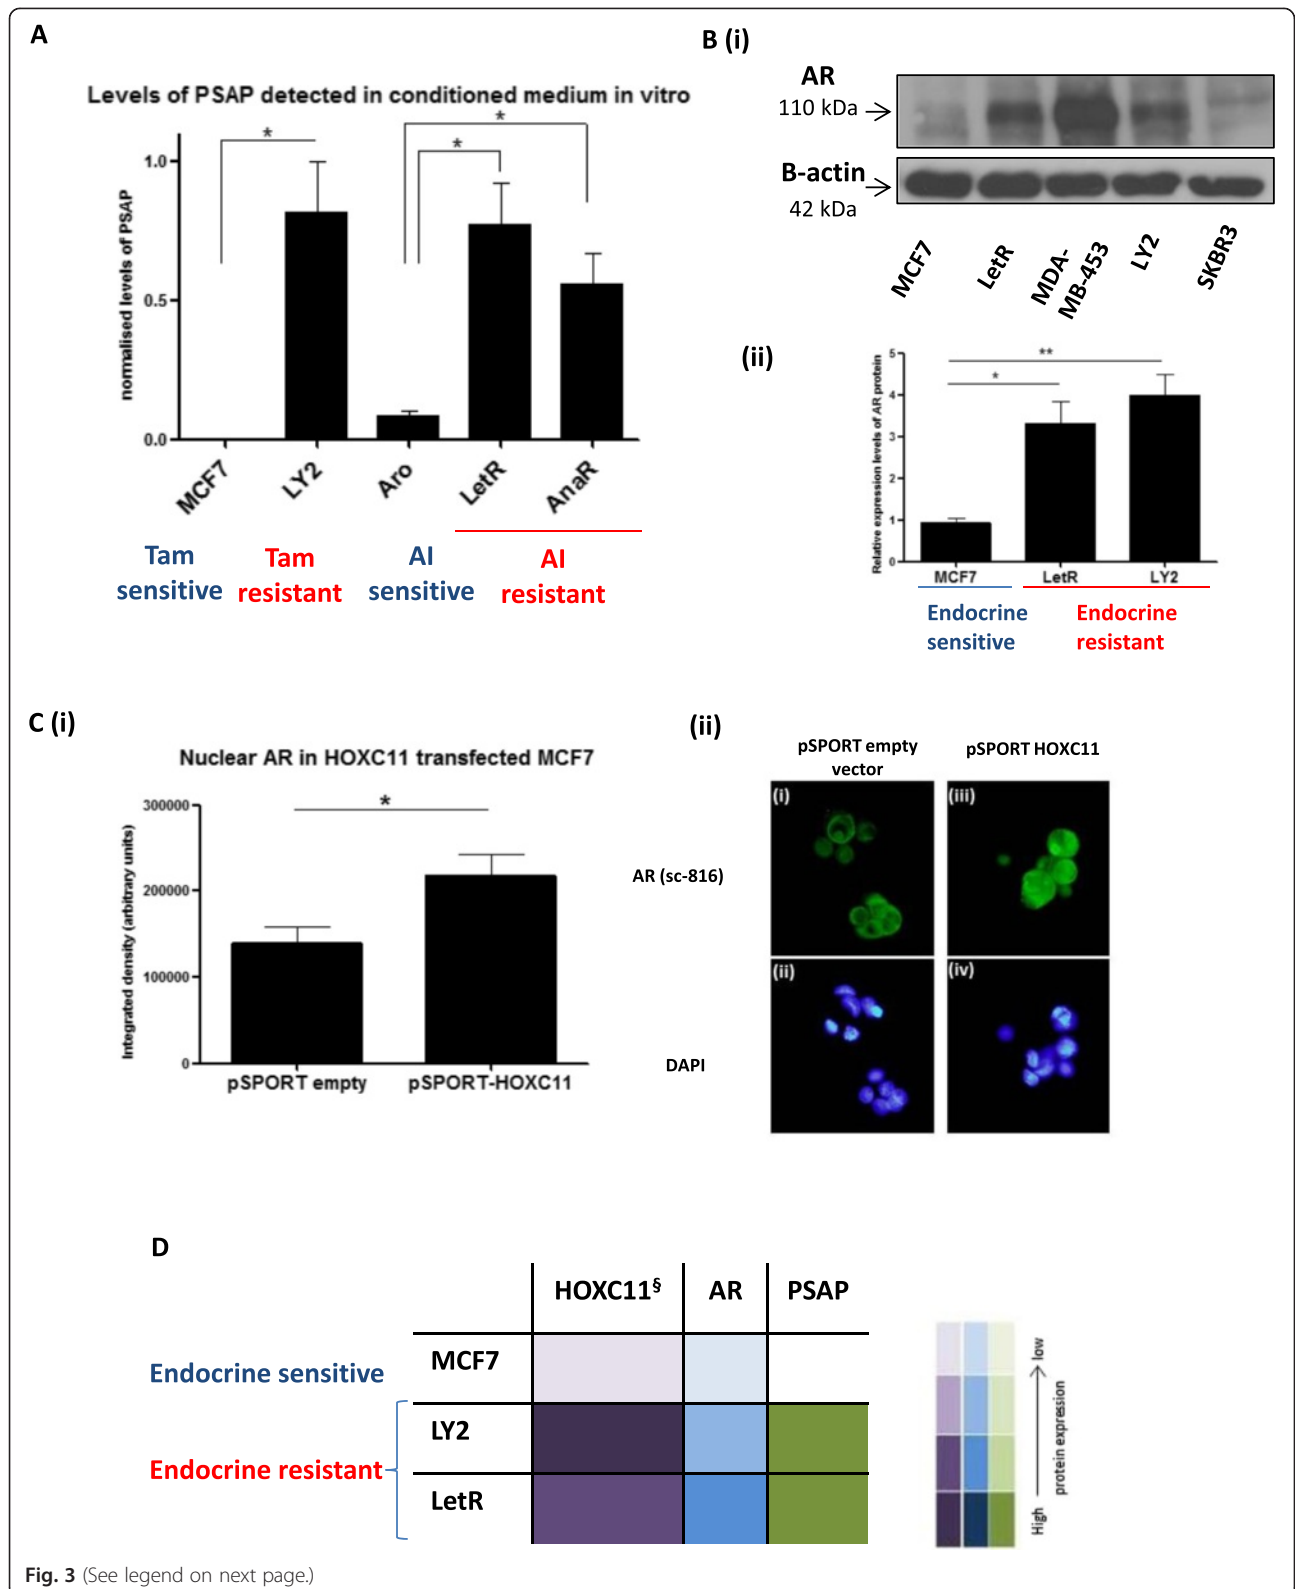 A
Levels of PSAP detected in conditioned medium in vitro
normalised levels of PSAP
1.0
0.5
0.0
*
*
*
MCF7
LY2
Aro
LetR
AnaR
Tam
sensitive
Tam
resistant
AI
sensitive
AI
resistant
B (i)
AR
110 kDa
B-actin
42 kDa
MCF7
LetR
MDA-
MB-453
LY2
SKBR3
(ii)
Relative expression levels of AR protein
5
4
3
2
1
0
**
*
MCF7
LetR
LY2
Endocrine
sensitive
Endocrine
resistant
C (i)
Nuclear AR in HOXC11 transfected MCF7
Integrated density (arbitrary units)
300000
200000
100000
0
*
pSPORT empty
pSPORT-HOXC11
(ii)
pSPORT empty
vector
pSPORT HOXC11
AR (sc-816)
DAPI
(i)
(iii)
(ii)
(iv)
D
HOXC11§ AR PSAP
Endocrine sensitive
MCF7
Endocrine resistant
LY2
LetR
low
protein expression
High
Fig. 3 (See legend on next page.)